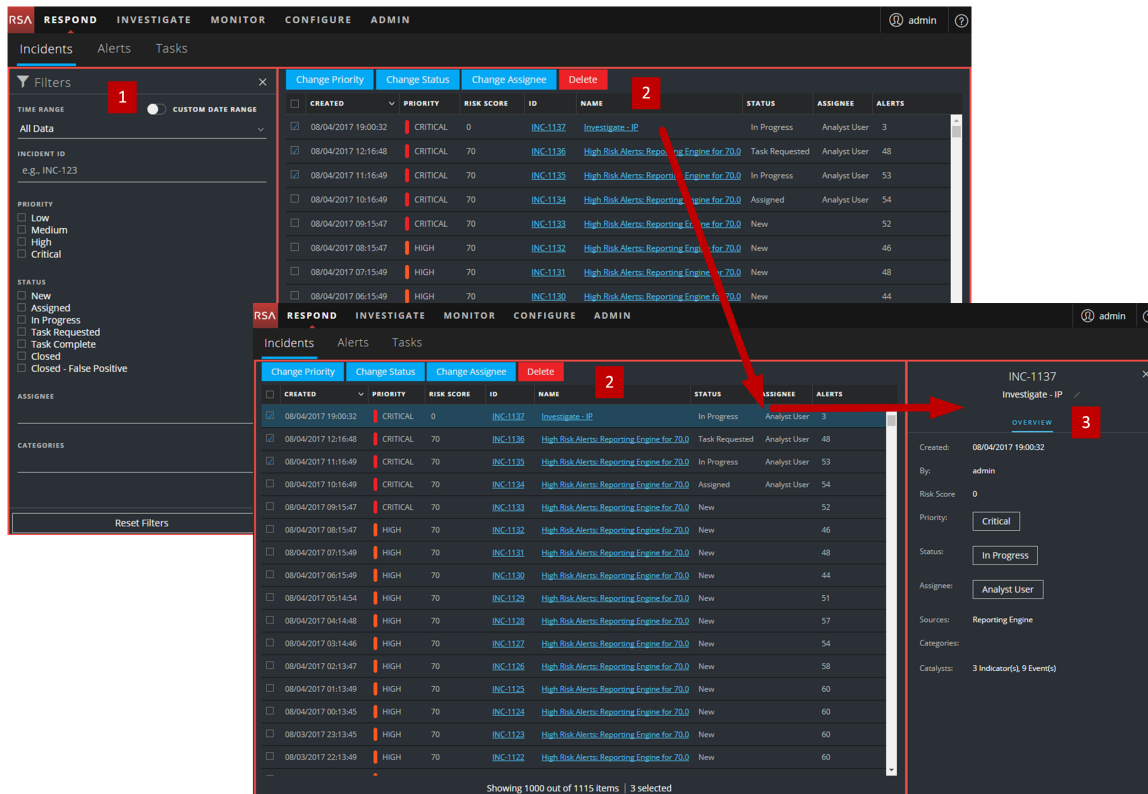 RSA RESPOND INVESTIGATE MONITOR CONFIGURE ADMIN admin ?
Incidents Alerts Tasks
Filters ×
1
TIME RANGE CUSTOM DATE RANGE
All Data
INCIDENT ID
e.g., INC-123
PRIORITY
Low
Medium
High
Critical
STATUS
New
Assigned
In Progress
Task Requested
Task Complete
Closed
Closed - False Positive
ASSIGNEE
CATEGORIES
Reset Filters
Change Priority Change Status Change Assignee Delete
2
CREATED PRIORITY RISK SCORE ID NAME STATUS ASSIGNEE ALERTS
08/04/2017 19:00:32 CRITICAL 0 INC-1137 Investigate - IP In Progress Analyst User 3
08/04/2017 12:16:48 CRITICAL 70 INC-1136 High Risk Alerts: Reporting Engine for 70.0 Task Requested Analyst User 48
08/04/2017 11:16:49 CRITICAL 70 INC-1135 High Risk Alerts: Reporting Engine for 70.0 In Progress Analyst User 53
08/04/2017 10:16:49 CRITICAL 70 INC-1134 High Risk Alerts: Reporting Engine for 70.0 Assigned Analyst User 54
08/04/2017 09:15:47 CRITICAL 70 INC-1133 High Risk Alerts: Reporting Engine for 70.0 New 52
08/04/2017 08:15:47 HIGH 70 INC-1132 High Risk Alerts: Reporting Engine for 70.0 New 46
08/04/2017 07:15:49 HIGH 70 INC-1131 High Risk Alerts: Reporting Engine for 70.0 New 48
08/04/2017 06:15:49 HIGH 70 INC-1130 High Risk Alerts: Reporting Engine for 70.0 New 44
RSA RESPOND INVESTIGATE MONITOR CONFIGURE ADMIN admin
Incidents Alerts Tasks
Change Priority Change Status Change Assignee Delete
2
CREATED PRIORITY RISK SCORE ID NAME STATUS ASSIGNEE ALERTS
08/04/2017 19:00:32 CRITICAL 0 INC-1137 Investigate - IP In Progress Analyst User 3
08/04/2017 12:16:48 CRITICAL 70 INC-1136 High Risk Alerts: Reporting Engine for 70.0 Task Requested Analyst User 48
08/04/2017 11:16:49 CRITICAL 70 INC-1135 High Risk Alerts: Reporting Engine for 70.0 In Progress Analyst User 53
08/04/2017 10:16:49 CRITICAL 70 INC-1134 High Risk Alerts: Reporting Engine for 70.0 Assigned Analyst User 54
08/04/2017 09:15:47 CRITICAL 70 INC-1133 High Risk Alerts: Reporting Engine for 70.0 New 52
08/04/2017 08:15:47 HIGH 70 INC-1132 High Risk Alerts: Reporting Engine for 70.0 New 46
08/04/2017 07:15:49 HIGH 70 INC-1131 High Risk Alerts: Reporting Engine for 70.0 New 48
08/04/2017 06:15:49 HIGH 70 INC-1130 High Risk Alerts: Reporting Engine for 70.0 New 44
08/04/2017 05:14:54 HIGH 70 INC-1129 High Risk Alerts: Reporting Engine for 70.0 New 51
08/04/2017 04:14:48 HIGH 70 INC-1128 High Risk Alerts: Reporting Engine for 70.0 New 57
08/04/2017 03:14:46 HIGH 70 INC-1127 High Risk Alerts: Reporting Engine for 70.0 New 54
08/04/2017 02:13:47 HIGH 70 INC-1126 High Risk Alerts: Reporting Engine for 70.0 New 58
08/04/2017 01:13:49 HIGH 70 INC-1125 High Risk Alerts: Reporting Engine for 70.0 New 60
08/04/2017 00:13:45 HIGH 70 INC-1124 High Risk Alerts: Reporting Engine for 70.0 New 60
08/03/2017 23:13:45 HIGH 70 INC-1123 High Risk Alerts: Reporting Engine for 70.0 New 60
08/03/2017 22:13:49 HIGH 70 INC-1122 High Risk Alerts: Reporting Engine for 70.0 New 60
Showing 1000 out of 1115 items | 3 selected
INC-1137 ×
Investigate - IP
OVERVIEW
3
Created: 08/04/2017 19:00:32
By: admin
Risk Score 0
Priority: Critical
Status: In Progress
Assignee: Analyst User
Sources: Reporting Engine
Categories:
Catalysts: 3 Indicator(s), 9 Event(s)